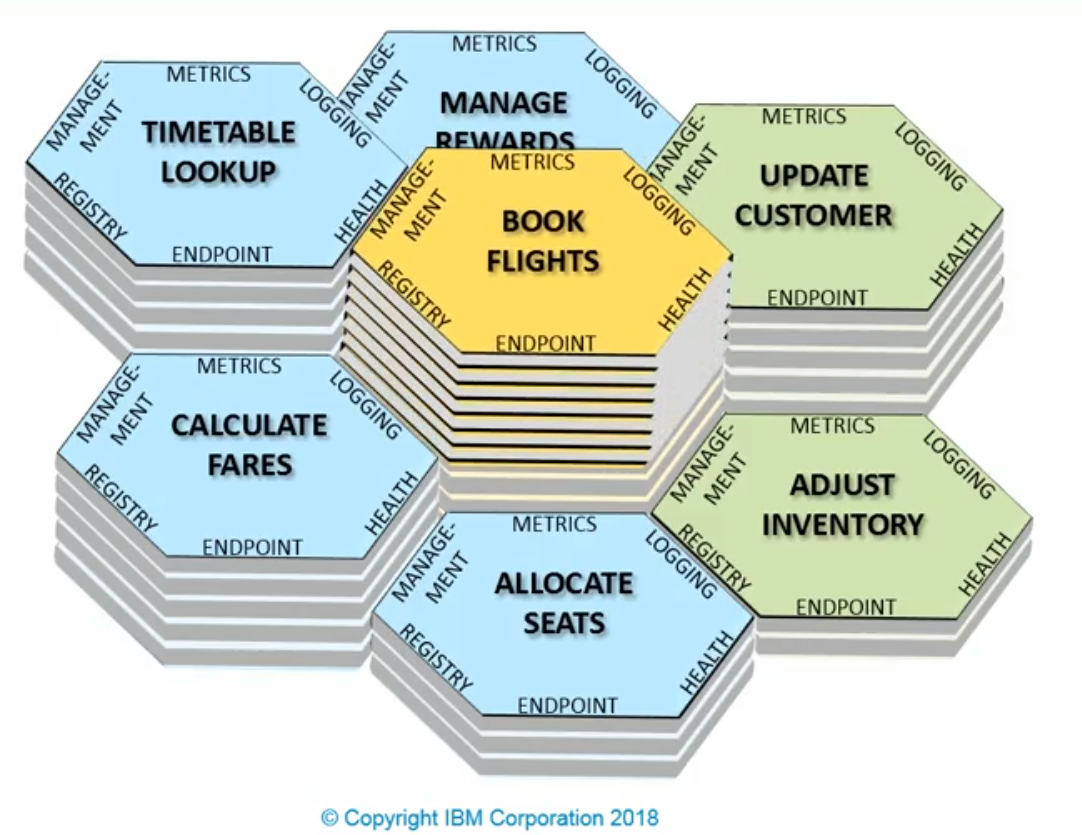 METRICS
MANAGE-
MENT
LOGGING
TIMETABLE
LOOKUP
REGISTRY
HEALTH
ENDPOINT
METRICS
MENT
LOGGING
MANAGE
REWARDS
METRICS
MENT
LOGGING
UPDATE
CUSTOMER
HEALTH
ENDPOINT
METRICS
MANAGE-
MENT
LOGGING
BOOK
FLIGHTS
REGISTRY
HEALTH
ENDPOINT
METRICS
MANAGE-
MENT
LOGGING
CALCULATE
FARES
REGISTRY
HEALTH
ENDPOINT
METRICS
MANAGE-
MENT
LOGGING
ADJUST
INVENTORY
REGISTRY
HEALTH
ENDPOINT
METRICS
MANAGE-
MENT
LOGGING
ALLOCATE
SEATS
REGISTRY
HEALTH
ENDPOINT
© Copyright IBM Corporation 2018